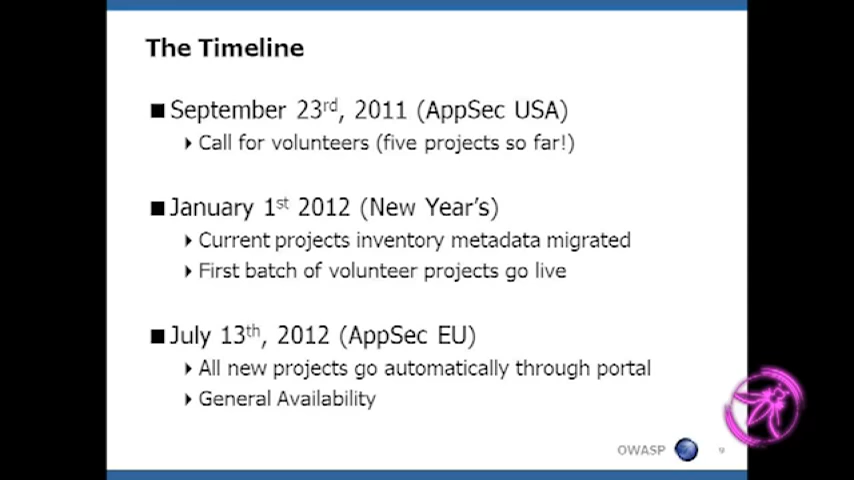 The Timeline
September 23rd, 2011 (AppSec USA)
Call for volunteers (five projects so far!)
January 1st 2012 (New Year's)
Current projects inventory metadata migrated
First batch of volunteer projects go live
July 13th, 2012 (AppSec EU)
All new projects go automatically through portal
General Availability
OWASP 9